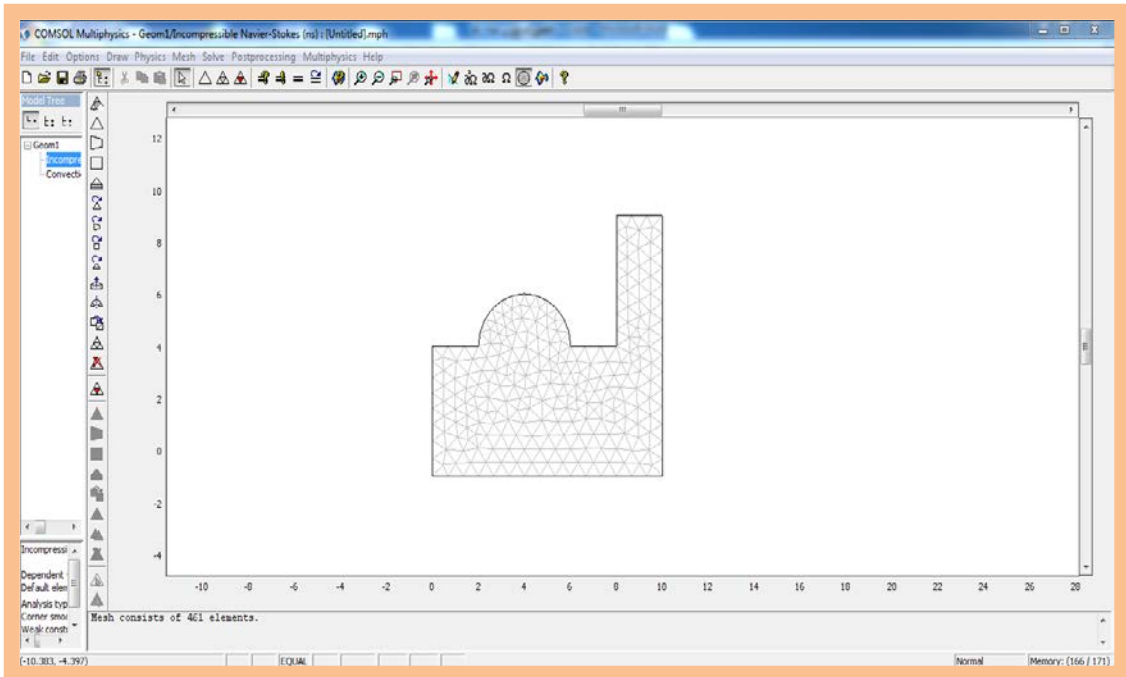 COMSOL Multiphysics - Geom1/Incompressible Navier-Stokes (ns) : [Untitled].mph
File Edit Options Draw Physics Mesh Solve Postprocessing Multiphysics Help
Model Tree
Geom1
Incompre
Convecti
12
10
8
6
4
2
0
-2
-4
-10 -8 -6 -4 -2 0 2 4 6 8 10 12 14 16 18 20 22 24 26 28
Incompressi
Dependent
Default elem
Analysis typ
Corner smo
Weak consti
Mesh consists of 461 elements.
(-10.383, -4.397)
EQUAL
Normal
Memory: (166 / 171)